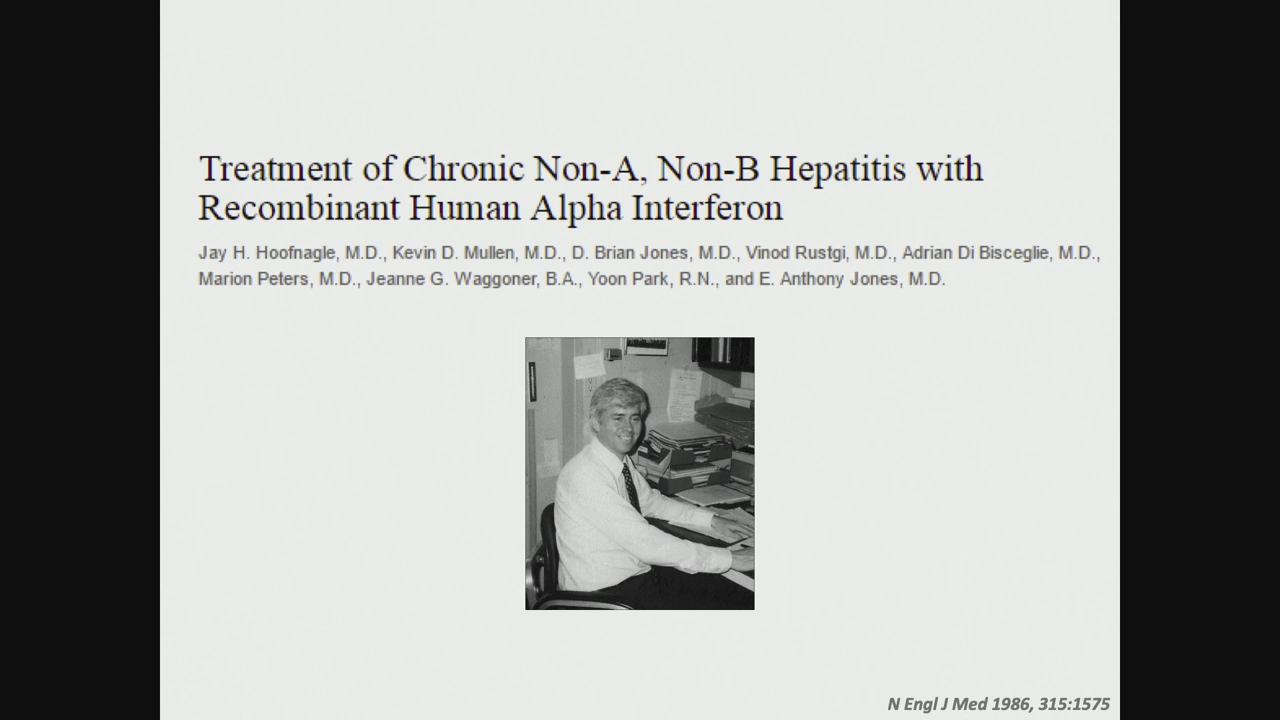 Treatment of Chronic Non-A, Non-B Hepatitis with
Recombinant Human Alpha Interferon
Jay H. Hoofnagle, M.D., Kevin D. Mullen, M.D., D. Brian Jones, M.D., Vinod Rustgi, M.D., Adrian Di Bisceglie, M.D.,
Marion Peters, M.D., Jeanne G. Waggoner, B.A., Yoon Park, R.N., and E. Anthony Jones, M.D.
N Engl J Med 1986, 315:1575